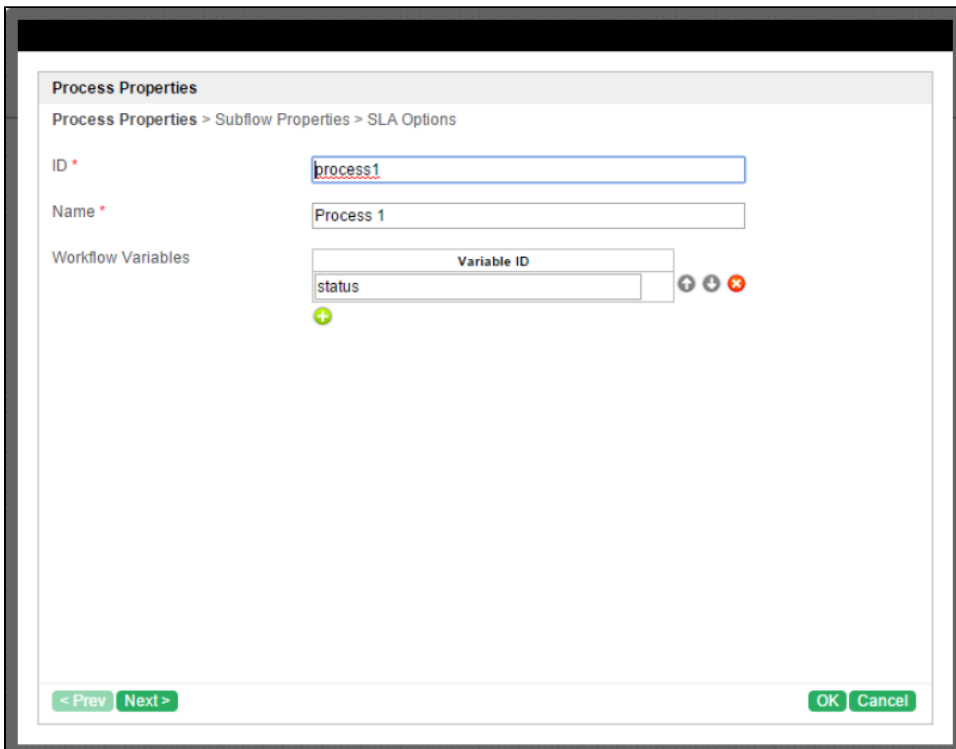 Process Properties
Process Properties > Subflow Properties > SLA Options
ID *
process1
Name *
Process 1
Workflow Variables
Variable ID
status
< Prev Next > OK Cancel